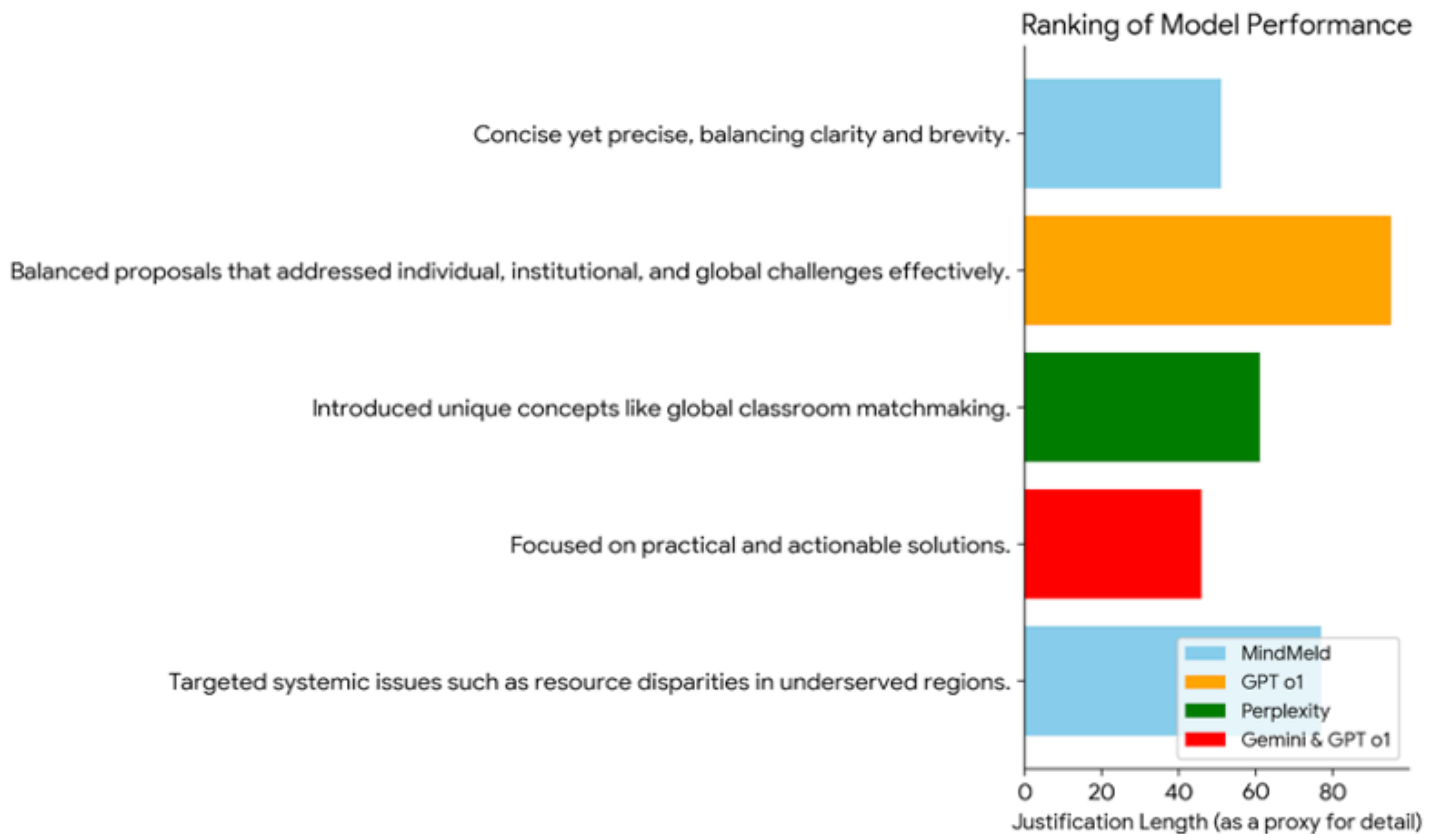 Ranking of Model Performance
Concise yet precise, balancing clarity and brevity.
Balanced proposals that addressed individual, institutional, and global challenges effectively.
Introduced unique concepts like global classroom matchmaking.
Focused on practical and actionable solutions.
Targeted systemic issues such as resource disparities in underserved regions.
MindMeld
GPT o1
Perplexity
Gemini & GPT o1
0 20 40 60 80
Justification Length (as a proxy for detail)